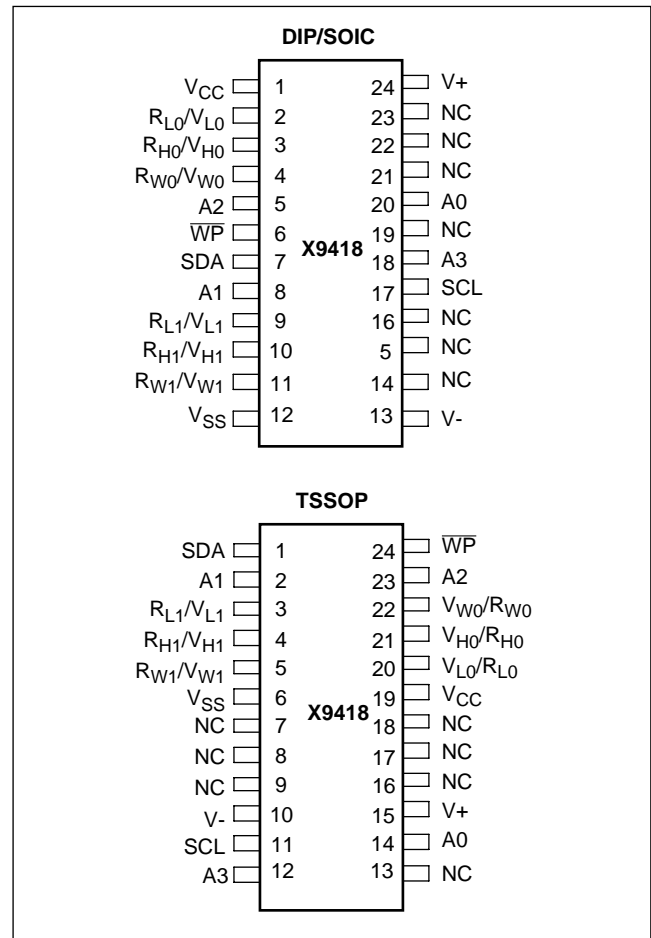 DIP/SOIC
VCC 1 24 V+
RL0/VL0 2 23 NC
RH0/VH0 3 22 NC
RW0/VW0 4 21 NC
A2 5 20 A0
WP 6 19 NC
X9418
SDA 7 18 A3
A1 8 17 SCL
RL1/VL1 9 16 NC
RH1/VH1 10 5 NC
RW1/VW1 11 14 NC
VSS 12 13 V-
TSSOP
SDA 1 24 WP
A1 2 23 A2
RL1/VL1 3 22 VW0/RW0
RH1/VH1 4 21 VH0/RH0
RW1/VW1 5 20 VL0/RL0
VSS 6 19 VCC
X9418
NC 7 18 NC
NC 8 17 NC
NC 9 16 NC
V- 10 15 V+
SCL 11 14 A0
A3 12 13 NC